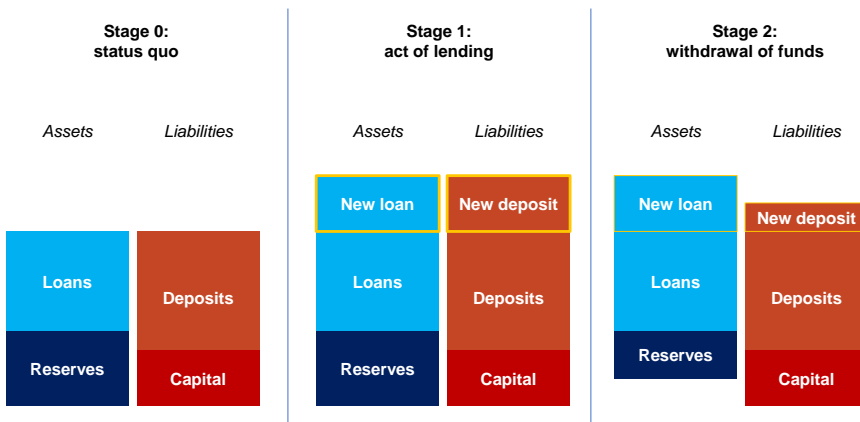 Stage 0:
status quo
Assets
Liabilities
Loans
Deposits
Reserves
Capital
Stage 1:
act of lending
Assets
Liabilities
New loan
New deposit
Loans
Deposits
Reserves
Capital
Stage 2:
withdrawal of funds
Assets
Liabilities
New loan
New deposit
Loans
Deposits
Reserves
Capital